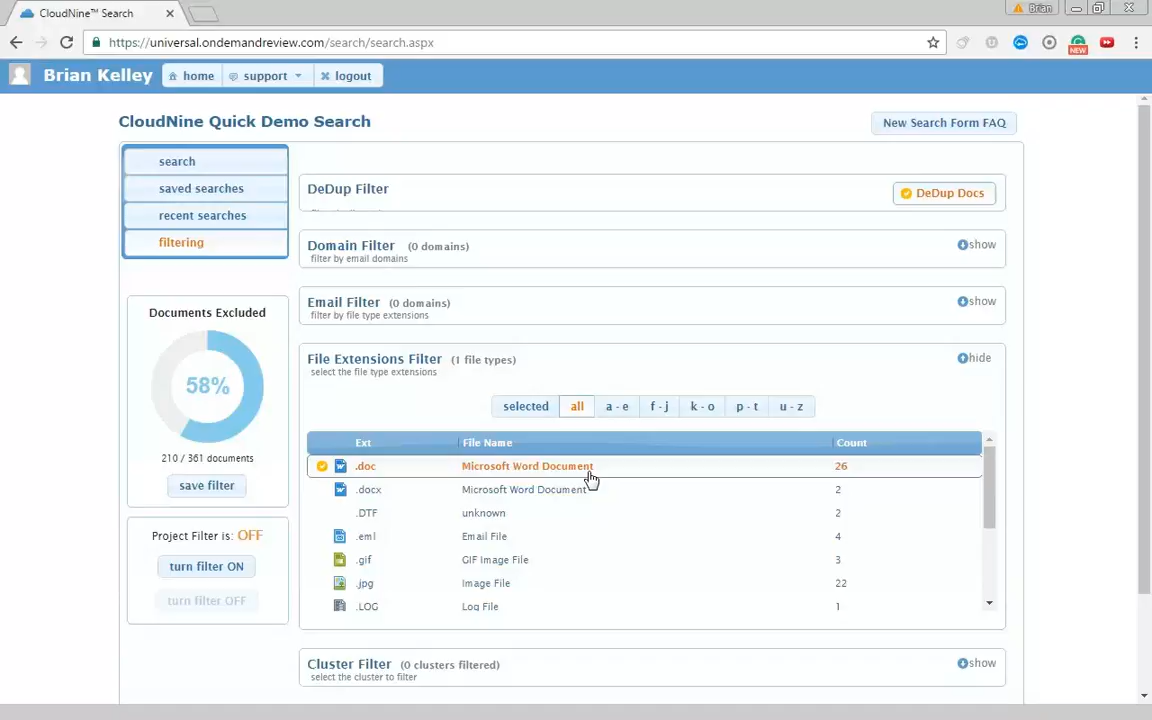 CloudNine™ Search
Brian
https://universal.ondemandreview.com/search/search.aspx
NEW
Brian Kelley
home
support
logout
CloudNine Quick Demo Search
New Search Form FAQ
search
saved searches
recent searches
filtering
DeDup Filter
DeDup Docs
Domain Filter (0 domains)
filter by email domains
show
Email Filter (0 domains)
filter by file type extensions
show
Documents Excluded
58%
210 / 361 documents
save filter
Project Filter is: OFF
turn filter ON
turn filter OFF
File Extensions Filter (1 file types)
select the file type extensions
hide
selected all a - e f - j k - o p - t u - z
Ext File Name Count
.doc Microsoft Word Document 26
.docx Microsoft Word Document 2
.DTF unknown 2
.eml Email File 4
.gif GIF Image File 3
.jpg Image File 22
.LOG Log File 1
Cluster Filter (0 clusters filtered)
select the cluster to filter
show